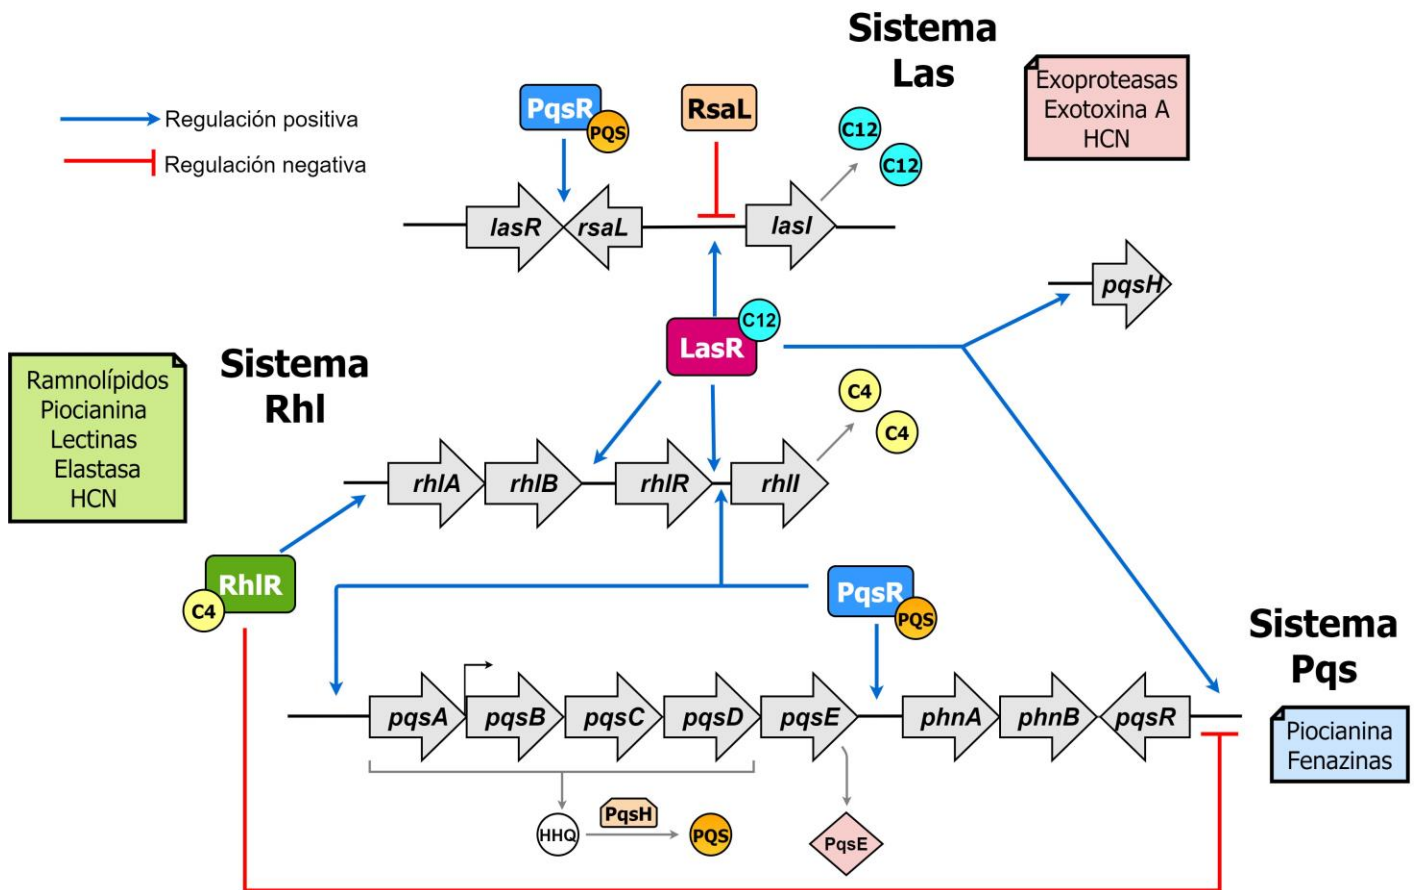 Sistema
Las
Exoproteasas
Exotoxina A
HCN
Regulación positiva
Regulación negativa
PqsR
PQS
RsaL
C12
C12
lasR
rsaL
lasI
pqsH
LasR
C12
Ramnolípidos
Piocianina
Lectinas
Elastasa
HCN
Sistema
Rhl
C4
C4
rhlA
rhlB
rhlR
rhlI
RhlR
C4
PqsR
PQS
Sistema
Pqs
pqsA
pqsB
pqsC
pqsD
pqsE
phnA
phnB
pqsR
Piocianina
Fenazinas
HHQ
PqsH
PQS
PqsE